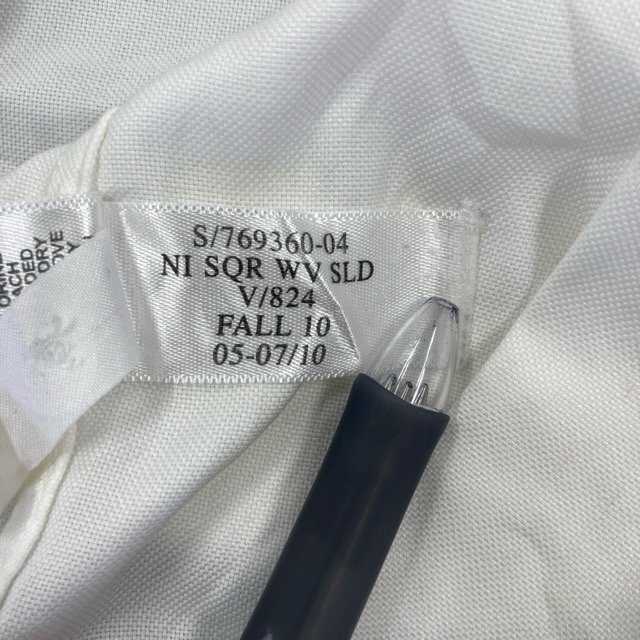 S/769360-04
NI SQR WV SLD
V/824
FALL 10
05-07/10